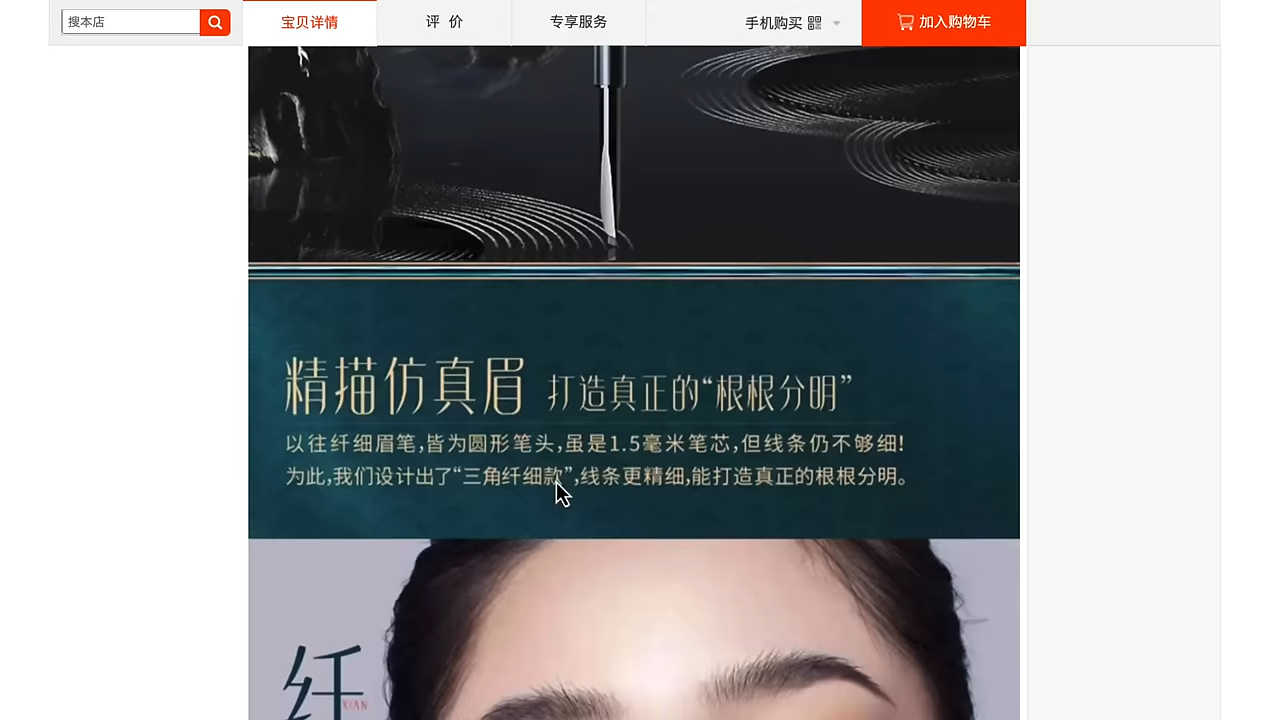 搜本店
宝贝详情
评 价
专享服务
手机购买
加入购物车
精描仿真眉 打造真正的“根根分明”
以往纤细眉笔,皆为圆形笔头,虽是1.5毫米笔芯,但线条仍不够细!
为此,我们设计出了“三角纤细款”,线条更精细,能打造真正的根根分明。
纤
XIAN